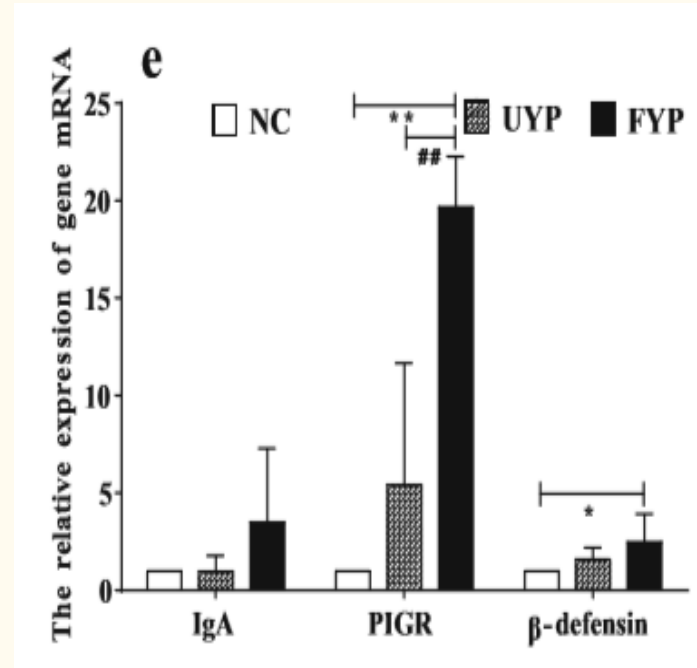 e
The relative expression of gene mRNA
25
20
15
10
5
0
NC
UYP
FYP
**
##
*
IgA
PIGR
β-defensin